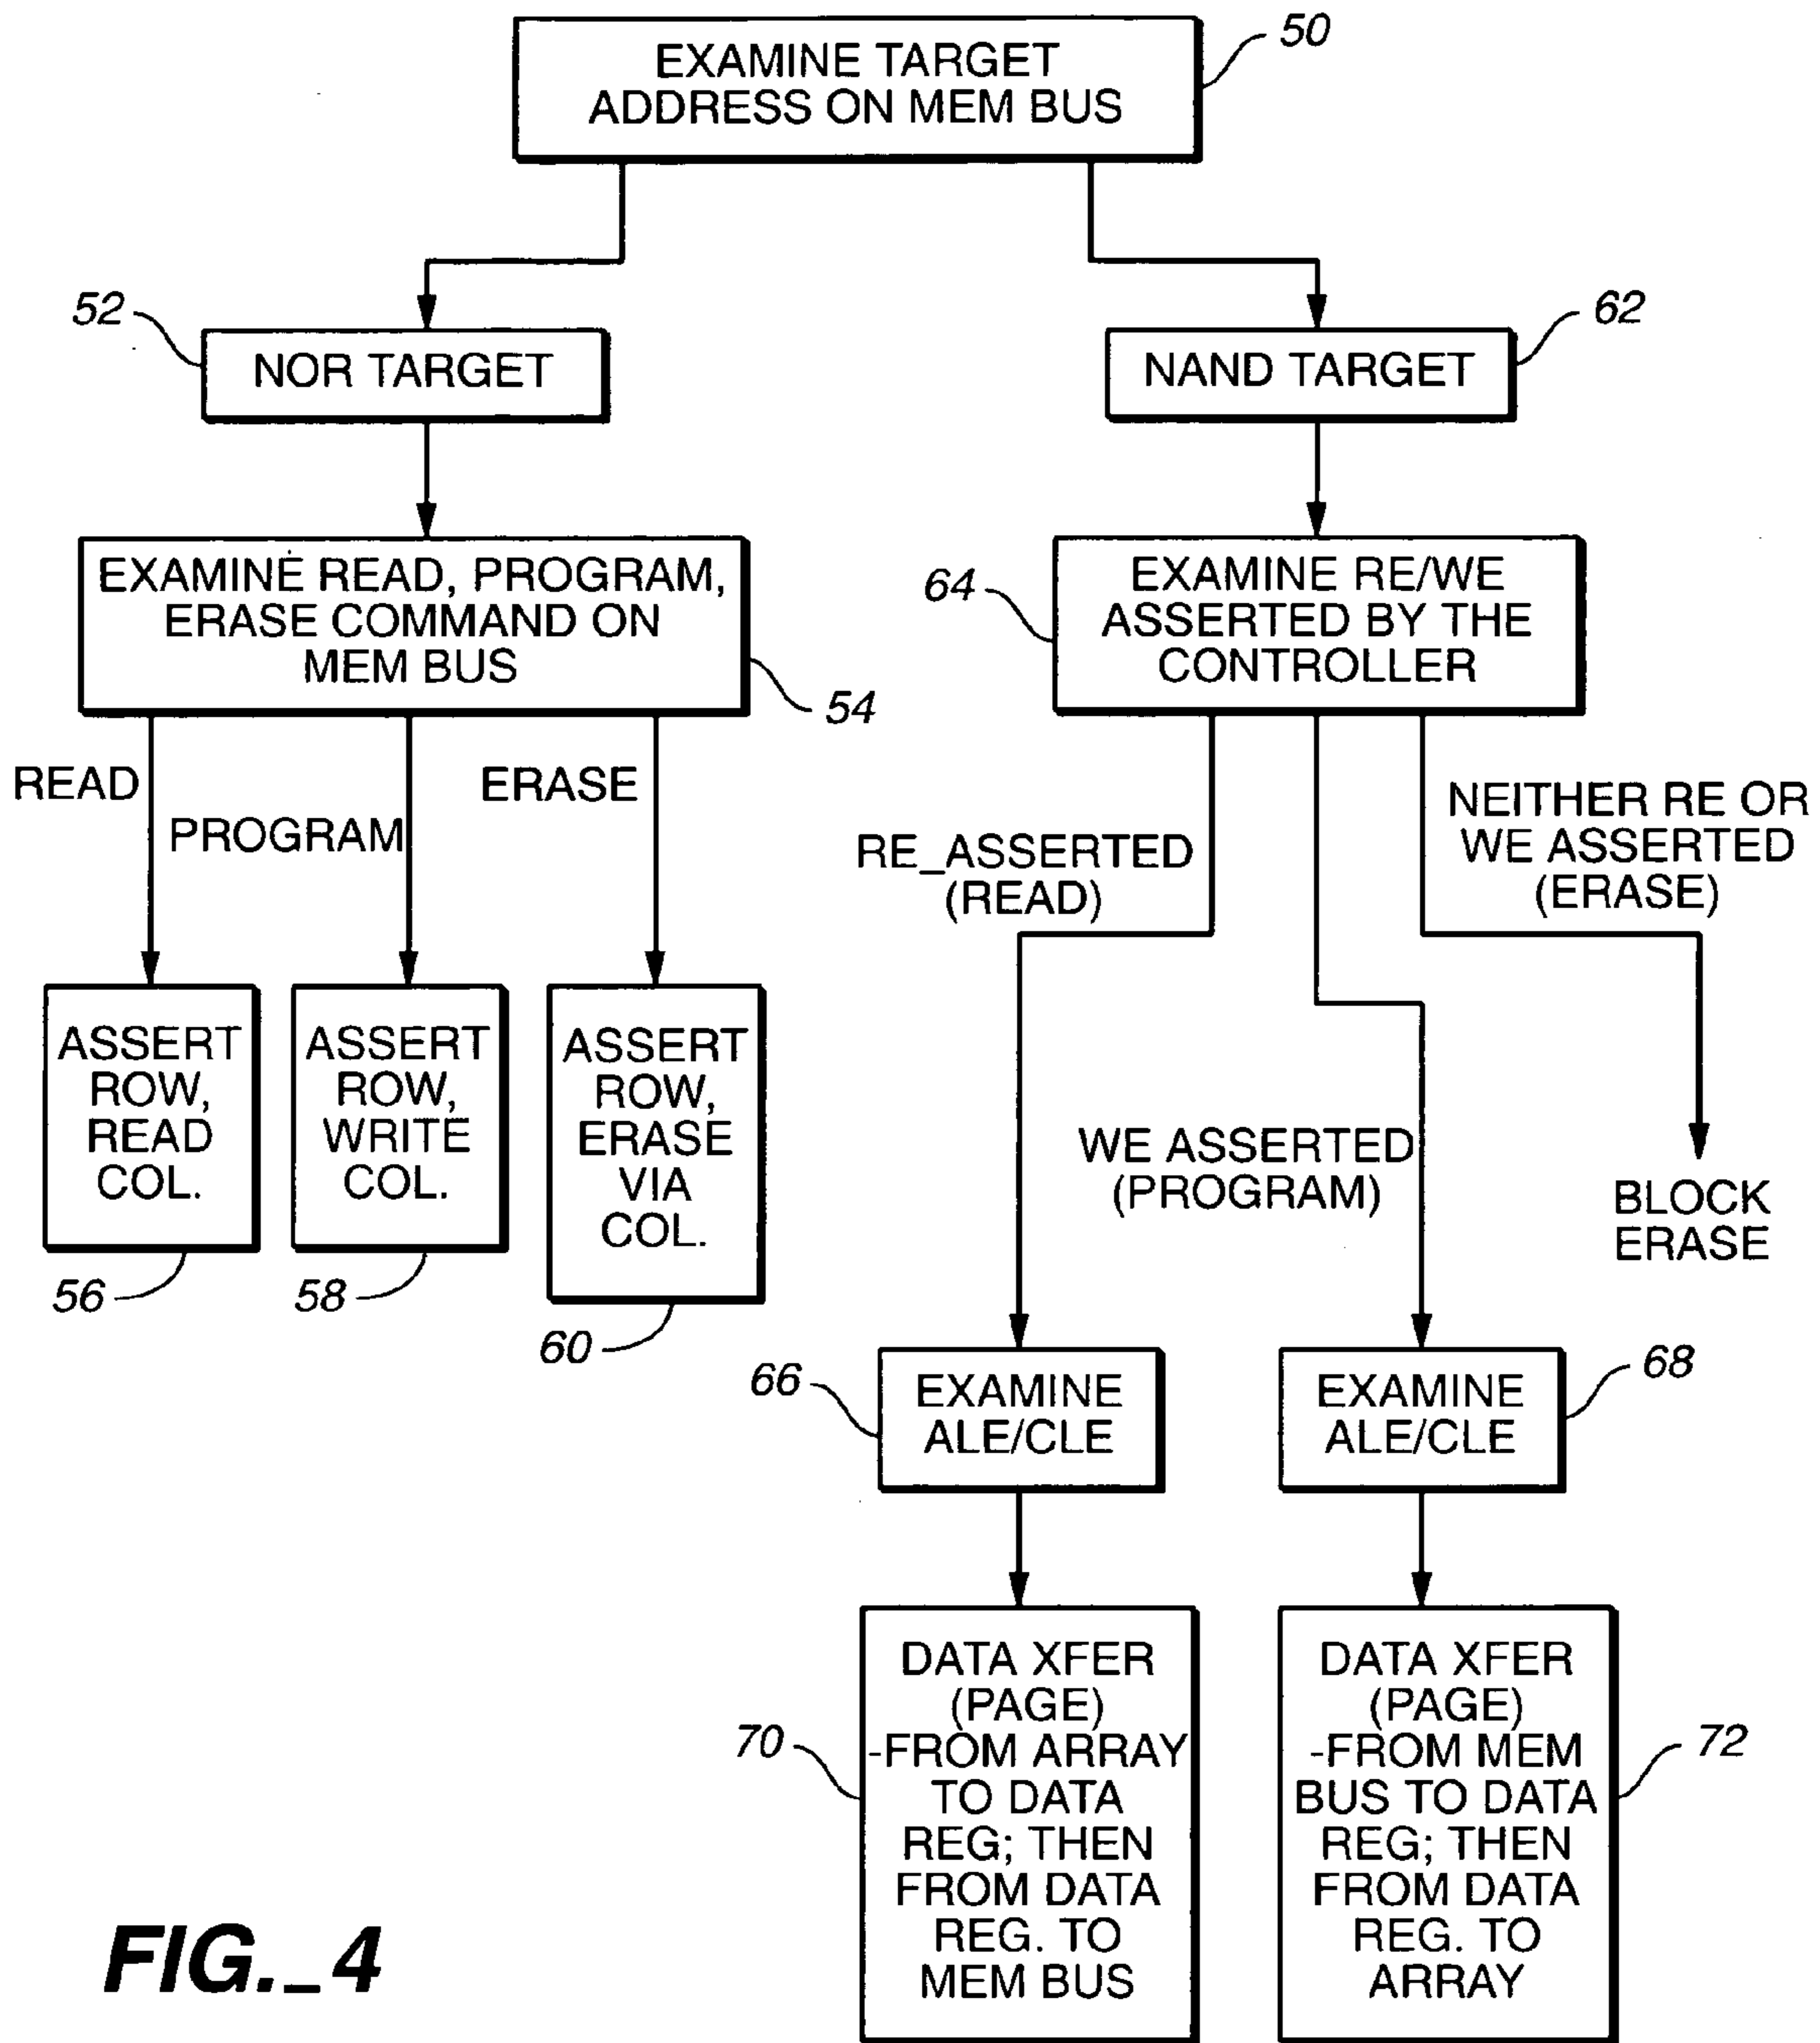 50
EXAMINE TARGET
ADDRESS ON MEM BUS
52
NOR TARGET
62
NAND TARGET
EXAMINE READ, PROGRAM,
ERASE COMMAND ON
MEM BUS
54
64
EXAMINE RE/WE
ASSERTED BY THE
CONTROLLER
READ
PROGRAM
ERASE
RE_ASSERTED
(READ)
WE ASSERTED
(PROGRAM)
NEITHER RE OR
WE ASSERTED
(ERASE)
BLOCK
ERASE
ASSERT
ROW,
READ
COL.
56
ASSERT
ROW,
WRITE
COL.
58
ASSERT
ROW,
ERASE
VIA
COL.
60
66
EXAMINE
ALE/CLE
68
EXAMINE
ALE/CLE
70
DATA XFER
(PAGE)
-FROM ARRAY
TO DATA
REG; THEN
FROM DATA
REG. TO
MEM BUS
72
DATA XFER
(PAGE)
-FROM MEM
BUS TO DATA
REG; THEN
FROM DATA
REG. TO
ARRAY
FIG._4